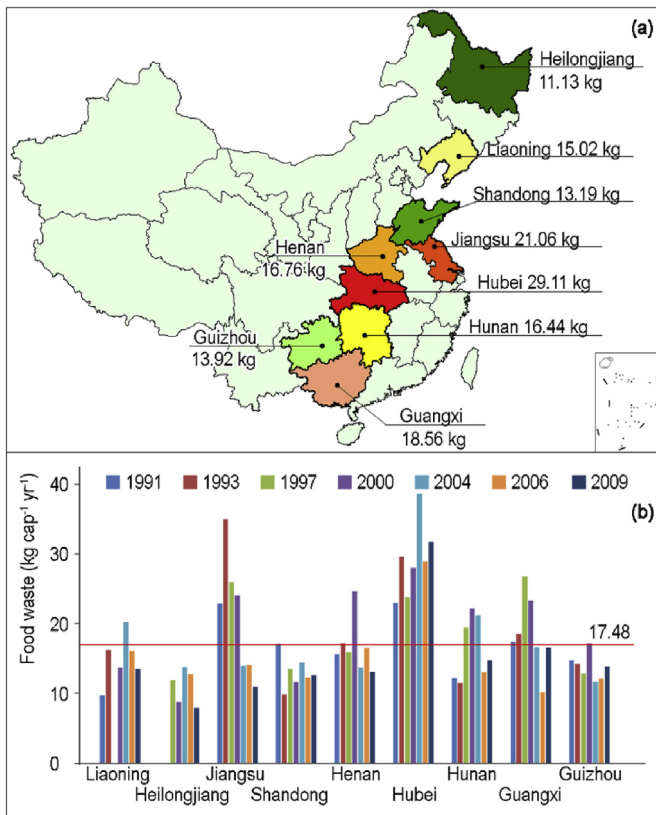 (a)
Heilongjiang
11.13 kg
Liaoning 15.02 kg
Shandong 13.19 kg
Henan
16.76 kg
Jiangsu 21.06 kg
Hubei 29.11 kg
Guizhou
13.92 kg
Hunan 16.44 kg
Guangxi
18.56 kg
(b)
1991 1993 1997 2000 2004 2006 2009
Food waste (kg cap⁻¹ yr⁻¹)
40
30
20
10
0
17.48
Liaoning Jiangsu Henan Hunan Guizhou
Heilongjiang Shandong Hubei Guangxi